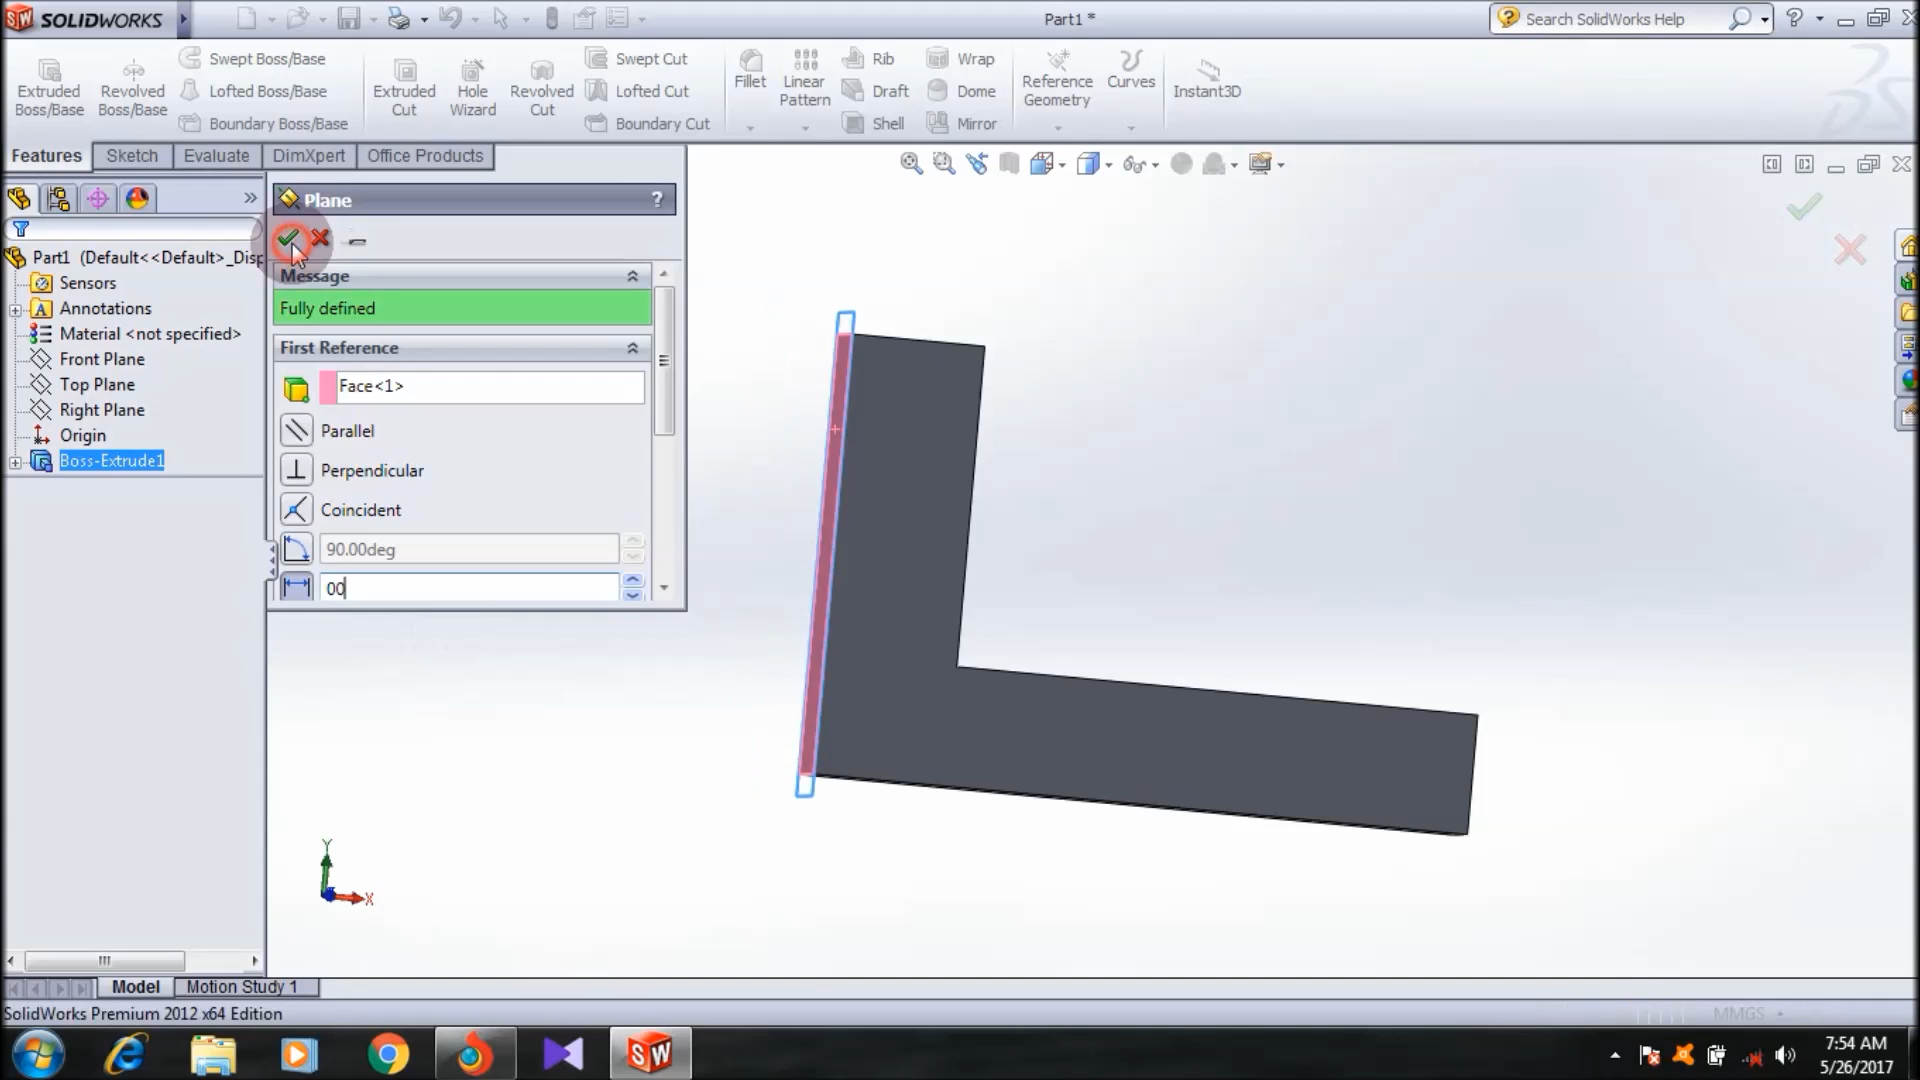 SOLIDWORKS
Part1 *
Search SolidWorks Help
Extruded Boss/Base
Revolved Boss/Base
Swept Boss/Base
Lofted Boss/Base
Boundary Boss/Base
Extruded Cut
Hole Wizard
Revolved Cut
Swept Cut
Lofted Cut
Boundary Cut
Fillet
Linear Pattern
Rib
Draft
Shell
Wrap
Dome
Mirror
Reference Geometry
Curves
Instant3D
Features
Sketch
Evaluate
DimXpert
Office Products
Plane
?
Part1 (Default<<Default>_Disp
Sensors
Annotations
Material <not specified>
Front Plane
Top Plane
Right Plane
Origin
Boss-Extrude1
Message
Fully defined
First Reference
Face<1>
Parallel
Perpendicular
Coincident
90.00deg
00
Y
X
Model
Motion Study 1
SolidWorks Premium 2012 x64 Edition
MMGS
7:54 AM
5/26/2017